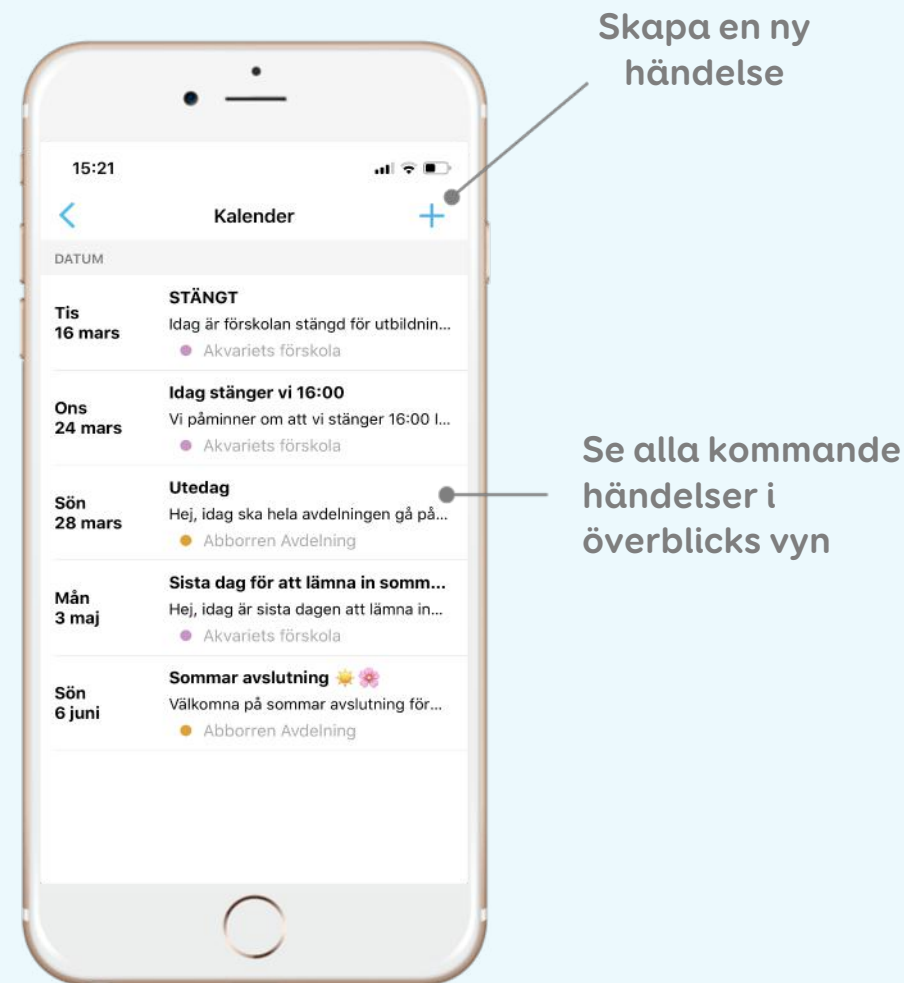 Skapa en ny
händelse
15:21
Kalender
DATUM
Tis
16 mars
STÄNGT
Idag är förskolan stängd för utbildnin...
Akvariets förskola
Ons
24 mars
Idag stänger vi 16:00
Vi påminner om att vi stänger 16:00 I...
Akvariets förskola
Sön
28 mars
Utedag
Hej, idag ska hela avdelningen gå på...
Abborren Avdelning
Mån
3 maj
Sista dag för att lämna in somm...
Hej, idag är sista dagen att lämna in...
Akvariets förskola
Sön
6 juni
Sommar avslutning ☀️🌸
Välkomna på sommar avslutning för...
Abborren Avdelning
Se alla kommande
händelser i
överblicks vyn